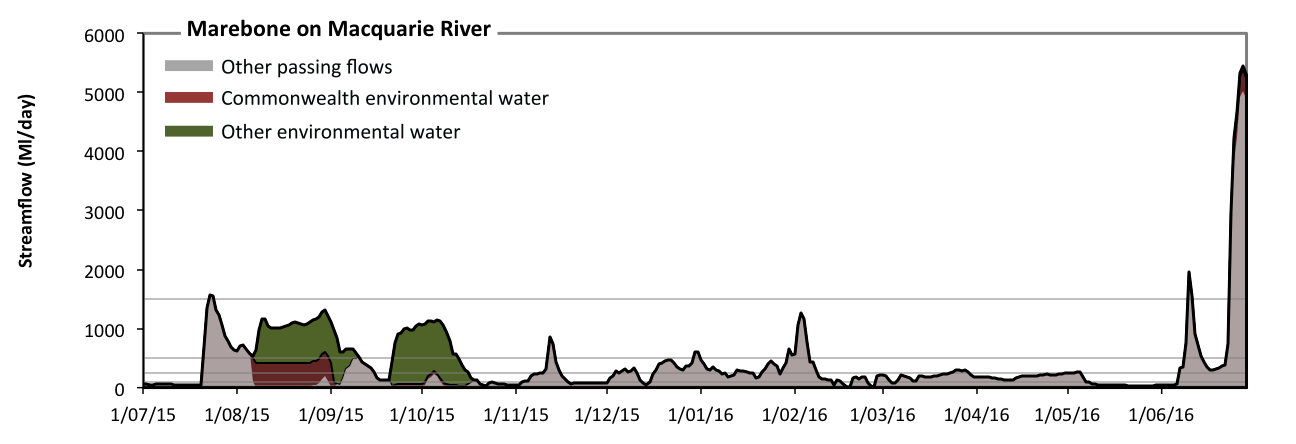 Marebone on Macquarie River
Other passing flows
Commonwealth environmental water
Other environmental water
Streamflow (Ml/day)
6000
5000
4000
3000
2000
1000
0
1/07/15 1/08/15 1/09/15 1/10/15 1/11/15 1/12/15 1/01/16 1/02/16 1/03/16 1/04/16 1/05/16 1/06/16